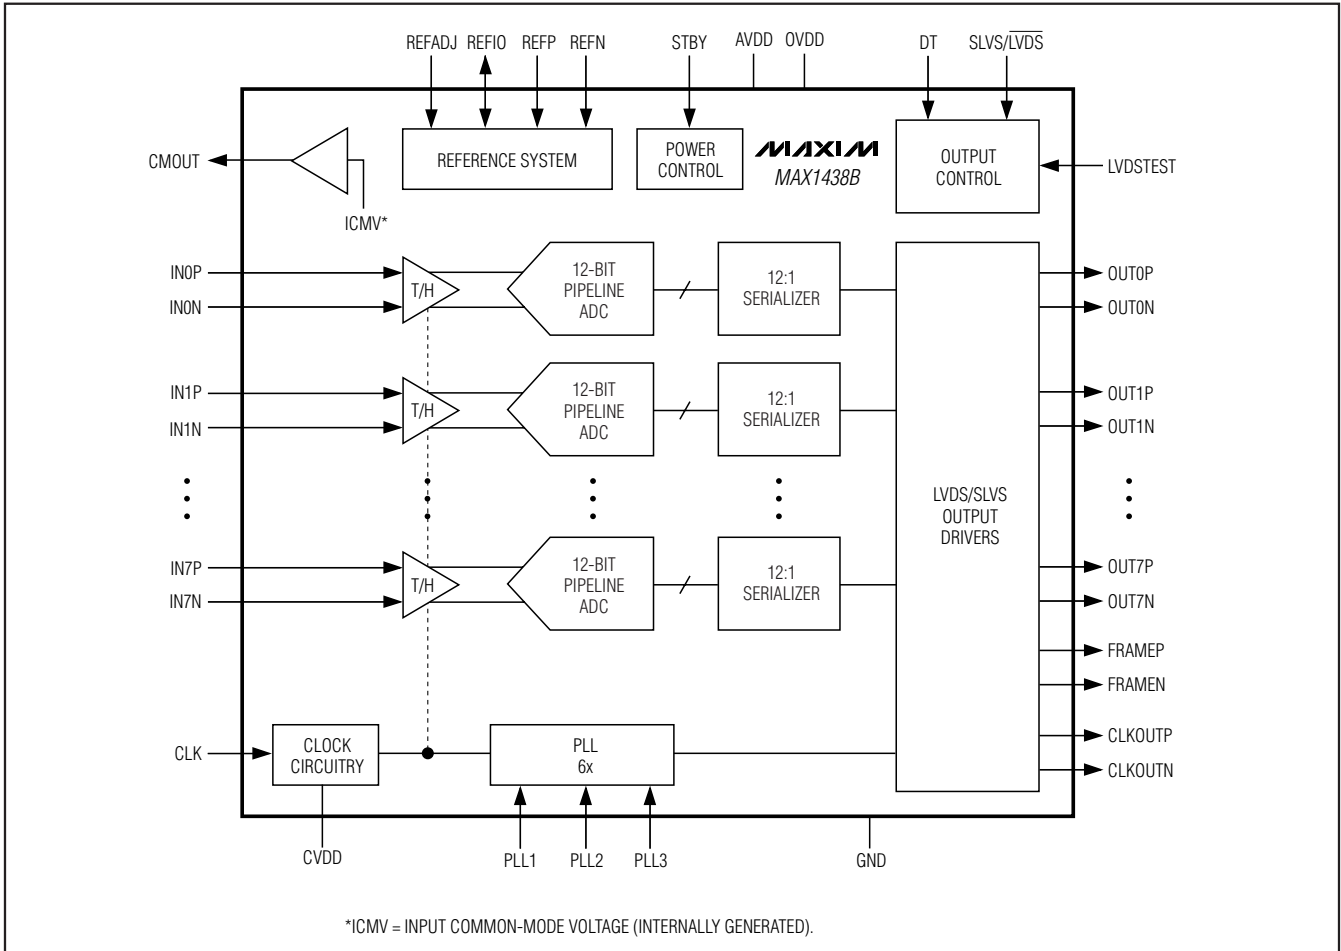 REFADJ REFIO REFP REFN STBY AVDD OVDD DT SLVS/L̅V̅D̅S̅
CMOUT
ICMV*
REFERENCE SYSTEM
POWER
CONTROL
MAXIM
MAX1438B
OUTPUT
CONTROL
LVDSTEST
IN0P
IN0N
T/H
12-BIT
PIPELINE
ADC
12:1
SERIALIZER
OUT0P
OUT0N
IN1P
IN1N
T/H
12-BIT
PIPELINE
ADC
12:1
SERIALIZER
OUT1P
OUT1N
LVDS/SLVS
OUTPUT
DRIVERS
IN7P
IN7N
T/H
12-BIT
PIPELINE
ADC
12:1
SERIALIZER
OUT7P
OUT7N
FRAMEP
FRAMEN
CLK
CLOCK
CIRCUITRY
PLL
6x
CLKOUTP
CLKOUTN
CVDD
PLL1 PLL2 PLL3
GND
*ICMV = INPUT COMMON-MODE VOLTAGE (INTERNALLY GENERATED).